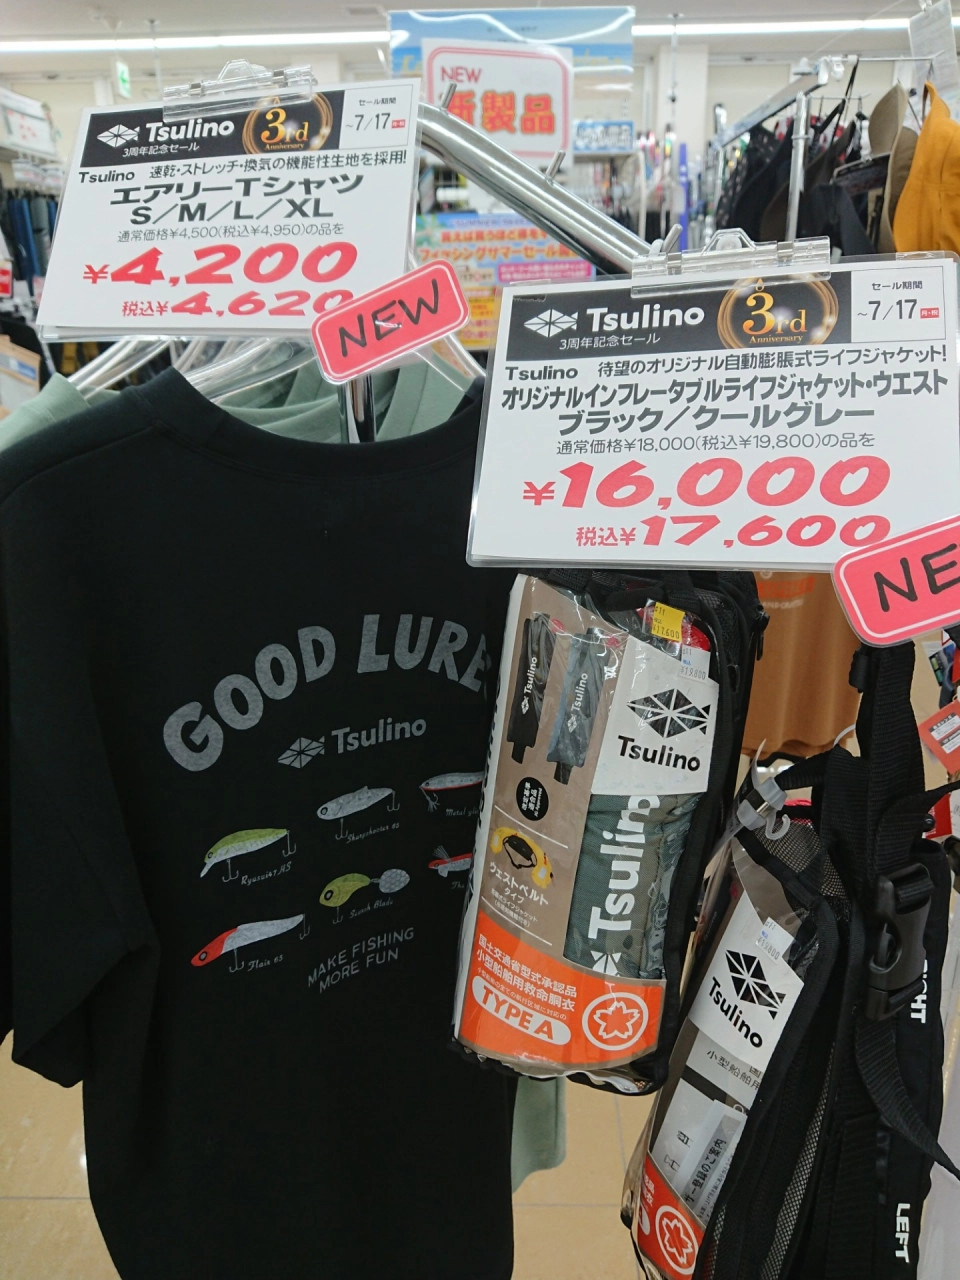 NEW
新製品
Tsulino
3rd
Anniversary
3周年記念セール
セール期間
~7/17
Tsulino 速乾・ストレッチ・換気の機能性生地を採用!
エアリーTシャツ
S/M/L/XL
通常価格¥4,500(税込¥4,950)の品を
¥4,200
税込¥4,620
NEW
Tsulino
3rd
Anniversary
3周年記念セール
セール期間
~7/17
Tsulino 待望のオリジナル自動膨脹式ライフジャケット!
オリジナルインフレータブルライフジャケット・ウエスト
ブラック/クールグレー
通常価格¥18,000(税込¥19,800)の品を
¥16,000
税込¥17,600
NE
GOOD LURE
Tsulino
MAKE FISHING
MORE FUN
Tsulino
Tsulino
¥17,600
¥19,800
Tsulino
Tsulino
ウエストベルト
タイプ
国土交通省型式承認品
小型船舶用救命胴衣
TYPE A
Tsulino
LEFT